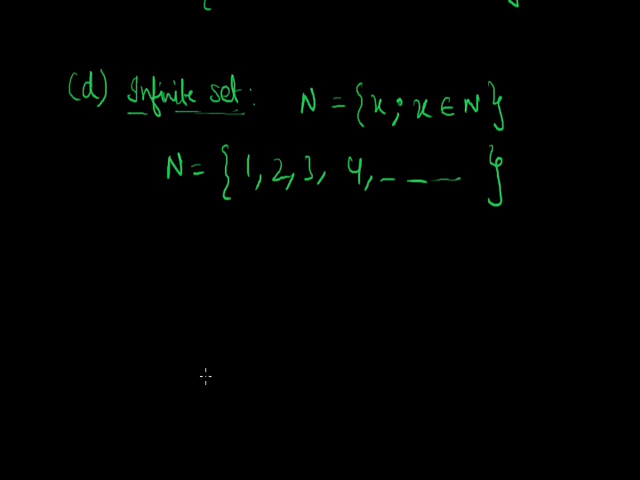 (d) Infinite set: N = {x ; x ∈ N}
N = { 1, 2, 3, 4, _ _ _ }